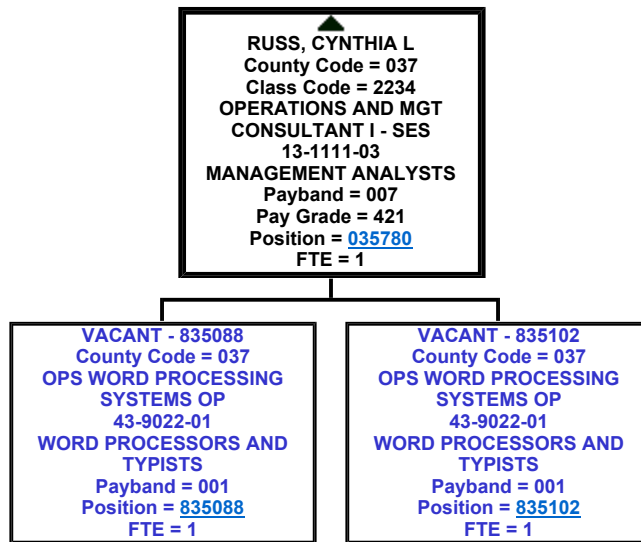 RUSS, CYNTHIA L
County Code = 037
Class Code = 2234
OPERATIONS AND MGT
CONSULTANT I - SES
13-1111-03
MANAGEMENT ANALYSTS
Payband = 007
Pay Grade = 421
Position = 035780
FTE = 1
VACANT - 835088
County Code = 037
OPS WORD PROCESSING
SYSTEMS OP
43-9022-01
WORD PROCESSORS AND
TYPISTS
Payband = 001
Position = 835088
FTE = 1
VACANT - 835102
County Code = 037
OPS WORD PROCESSING
SYSTEMS OP
43-9022-01
WORD PROCESSORS AND
TYPISTS
Payband = 001
Position = 835102
FTE = 1